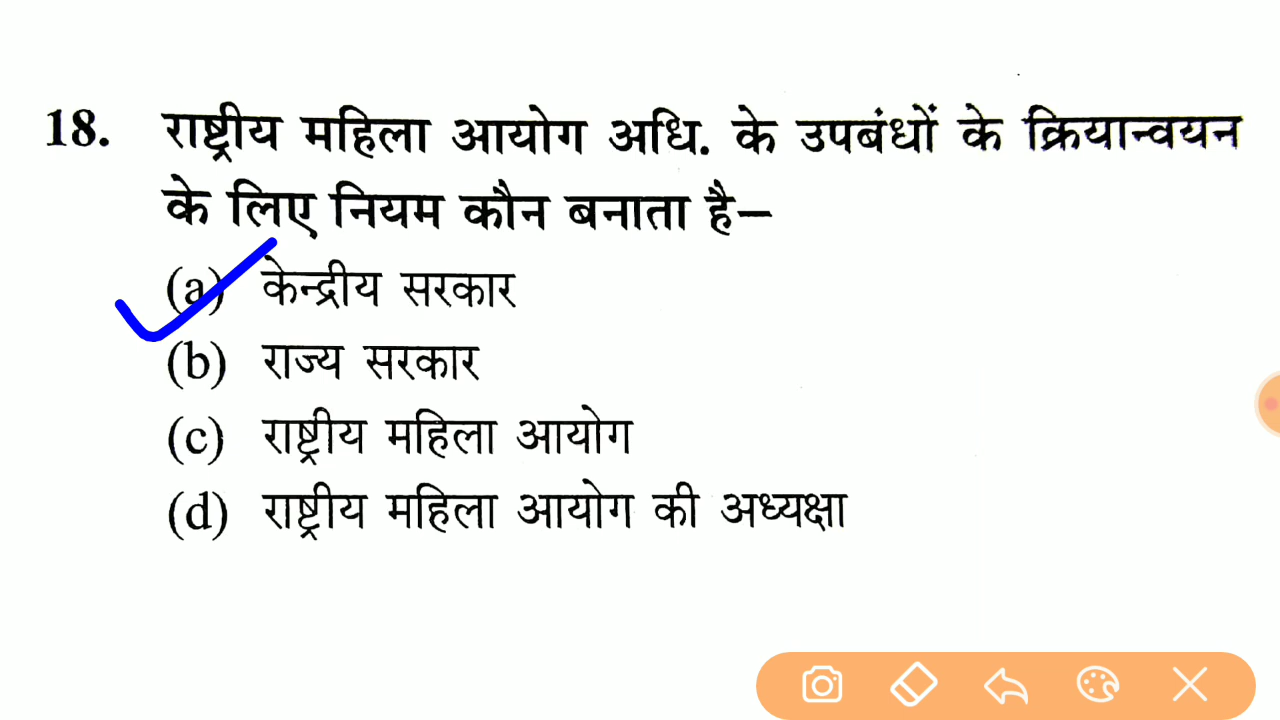 18. राष्ट्रीय महिला आयोग अधि. के उपबंधों के क्रियान्वयन
के लिए नियम कौन बनाता है–
(a) केन्द्रीय सरकार
(b) राज्य सरकार
(c) राष्ट्रीय महिला आयोग
(d) राष्ट्रीय महिला आयोग की अध्यक्षा